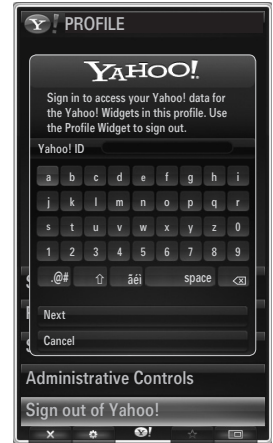 Y! PROFILE
YAHOO!
Sign in to access your Yahoo! data for
the Yahoo! Widgets in this profile. Use
the Profile Widget to sign out.
Yahoo! ID
a b c d e f g h i
j k l m n o p q r
s t u v w x y z 0
1 2 3 4 5 6 7 8 9
.@# ⇧ äéì space ⌫
Next
Cancel
Administrative Controls
Sign out of Yahoo!
Y!